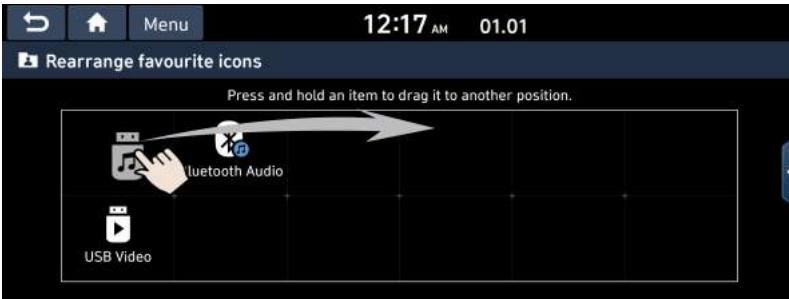 Menu
12:17 AM 01.01
Rearrange favourite icons
Press and hold an item to drag it to another position.
luetooth Audio
USB Video